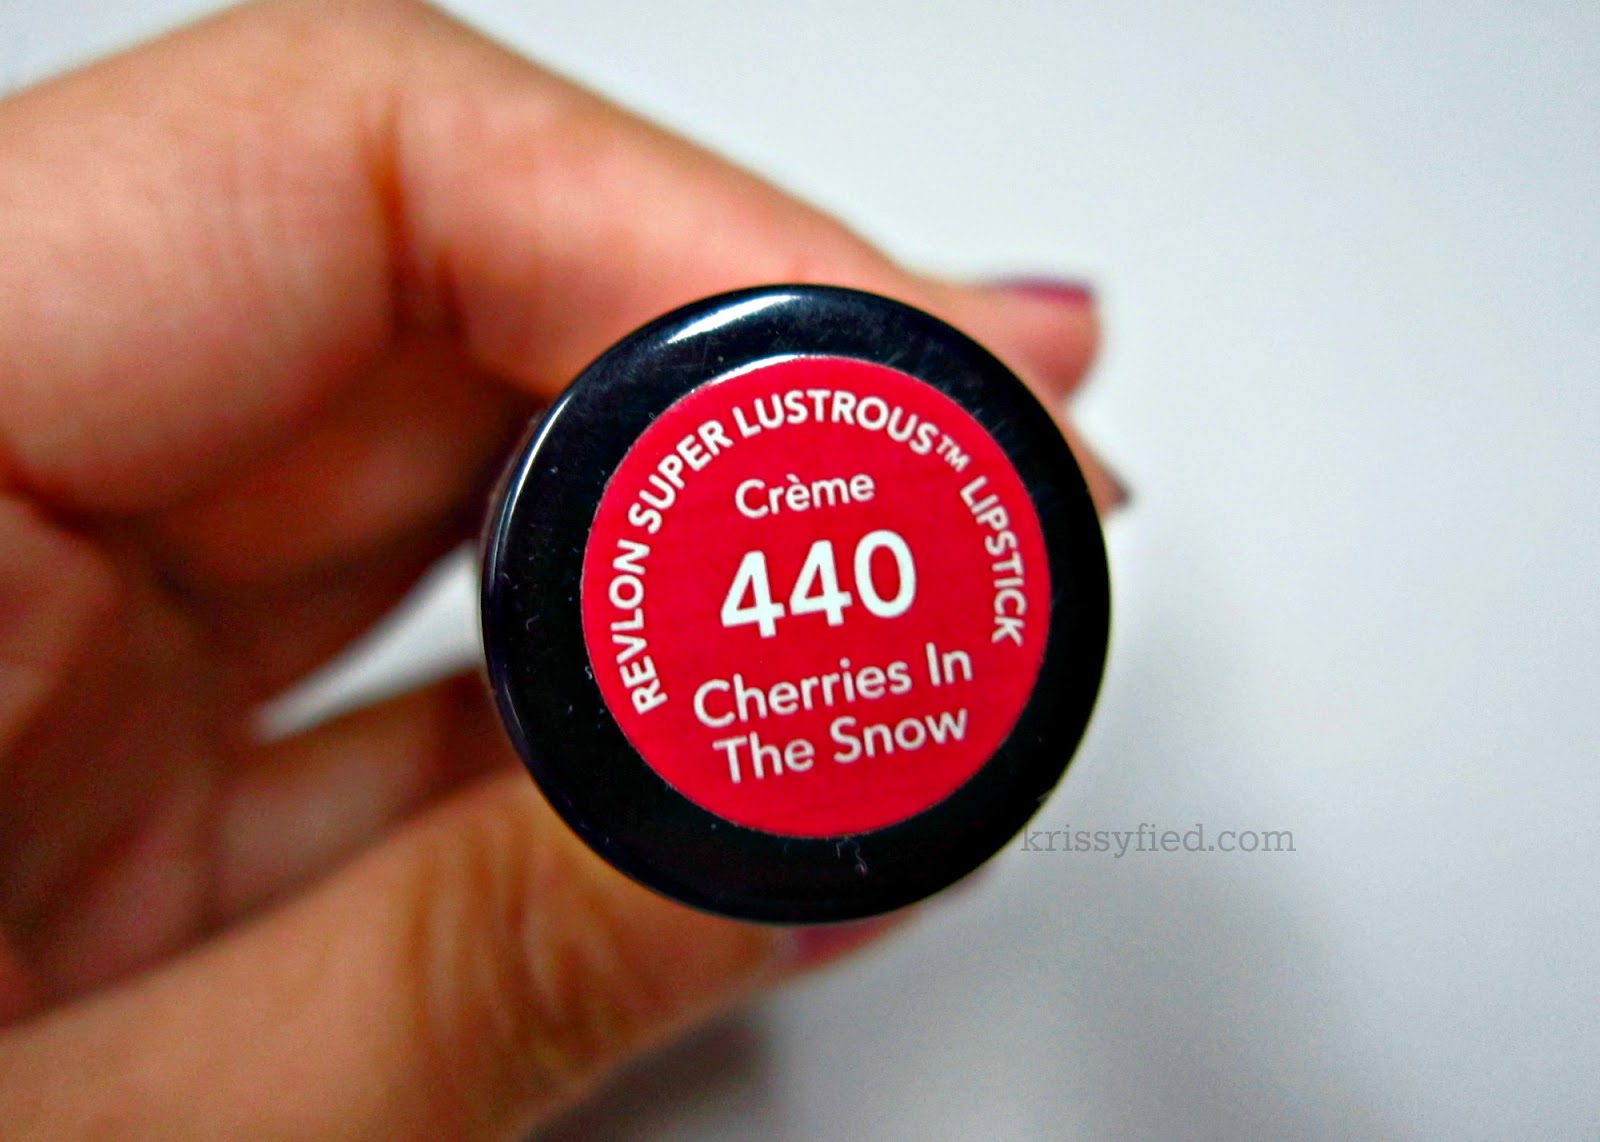 REVLON SUPER LUSTROUS™ LIPSTICK
Crème
440
Cherries In
The Snow
krissyfied.com